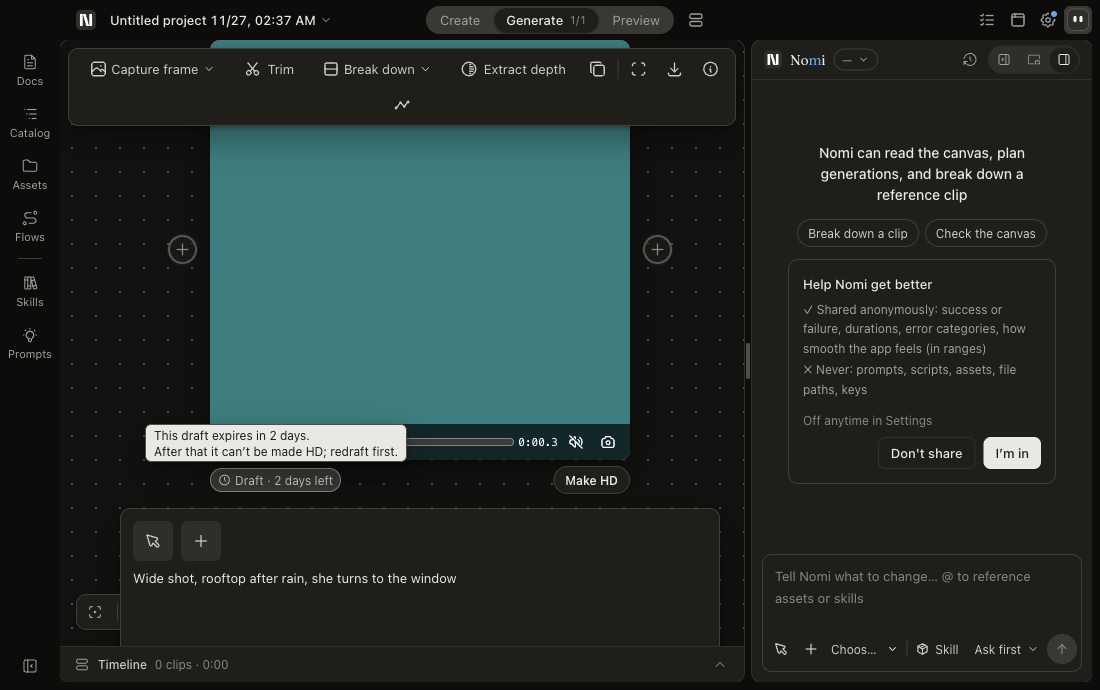 Untitled project 11/27, 02:37 AM
Create
Generate 1/1
Preview
Docs
Catalog
Assets
Flows
Skills
Prompts
Capture frame
Trim
Break down
Extract depth
0:00.3
This draft expires in 2 days.
After that it can't be made HD; redraft first.
Draft · 2 days left
Make HD
Wide shot, rooftop after rain, she turns to the window
Timeline 0 clips · 0:00
Nomi
Nomi can read the canvas, plan
generations, and break down a
reference clip
Break down a clip
Check the canvas
Help Nomi get better
✓ Shared anonymously: success or
failure, durations, error categories, how
smooth the app feels (in ranges)
✕ Never: prompts, scripts, assets, file
paths, keys
Off anytime in Settings
Don't share
I'm in
Tell Nomi what to change… @ to reference
assets or skills
Choos…
Skill
Ask first